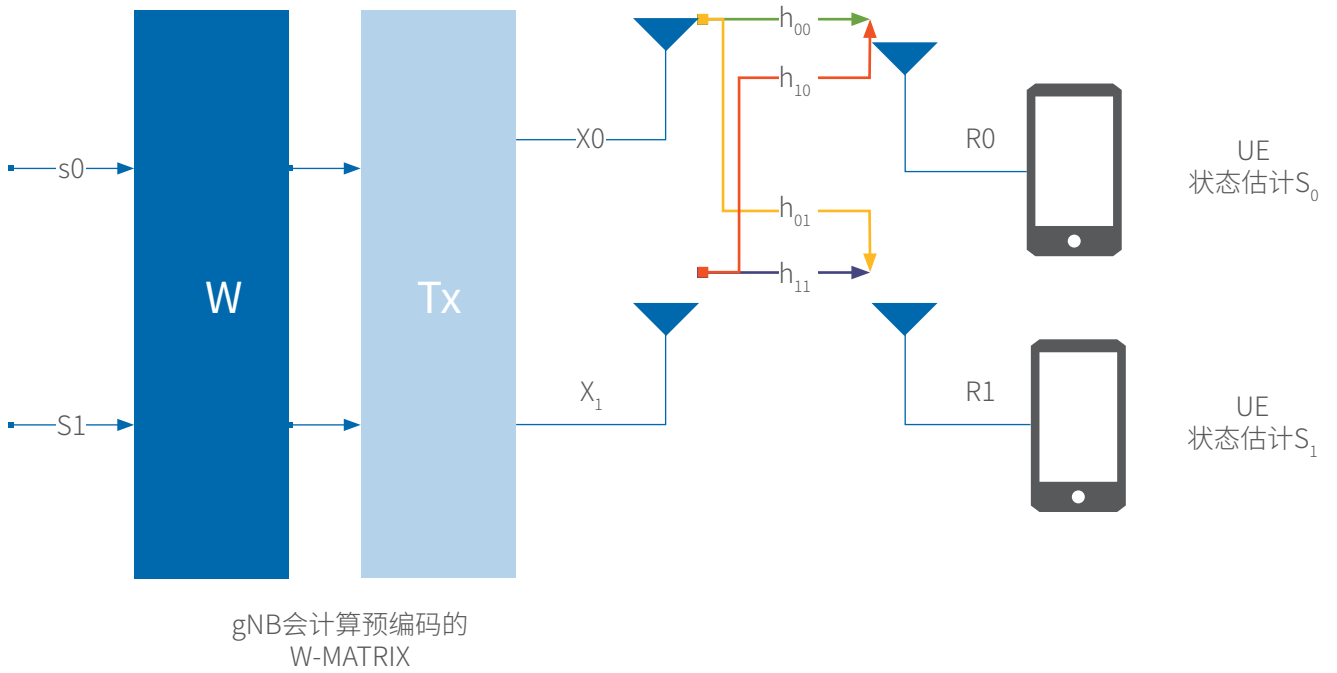 h₀₀
h₁₀
X0
R0
UE
状态估计S₀
s0
h₀₁
h₁₁
W
Tx
X₁
R1
UE
状态估计S₁
S1
gNB会计算预编码的
W-MATRIX